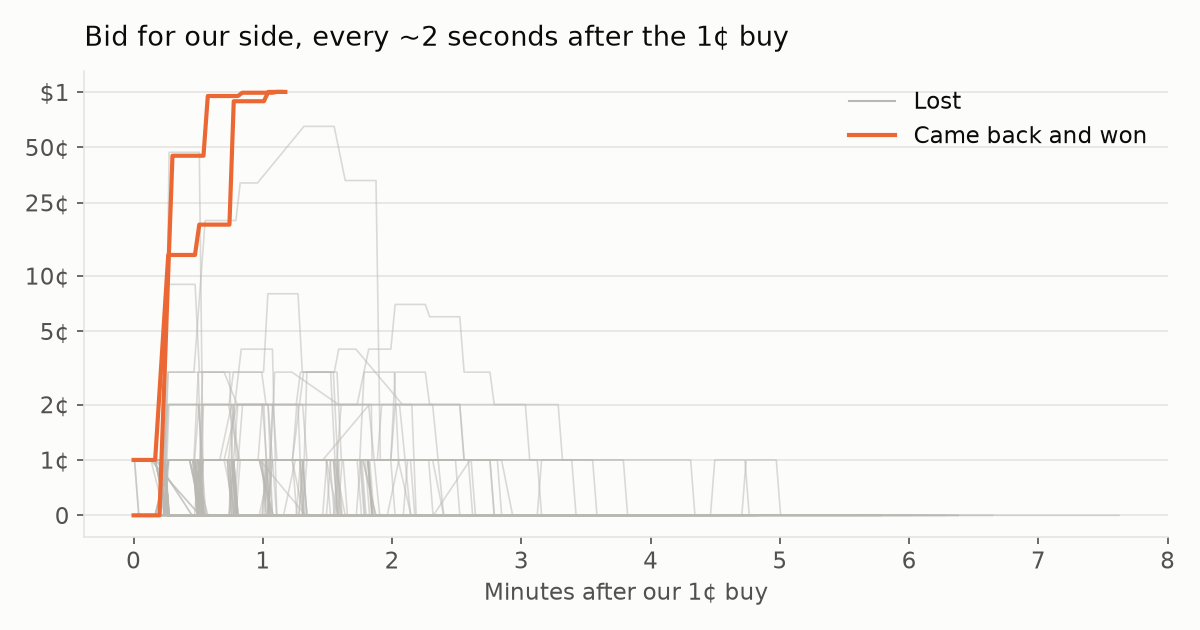 Bid for our side, every ~2 seconds after the 1¢ buy
$1
50¢
25¢
10¢
5¢
2¢
1¢
0
Lost
Came back and won
0 1 2 3 4 5 6 7 8
Minutes after our 1¢ buy